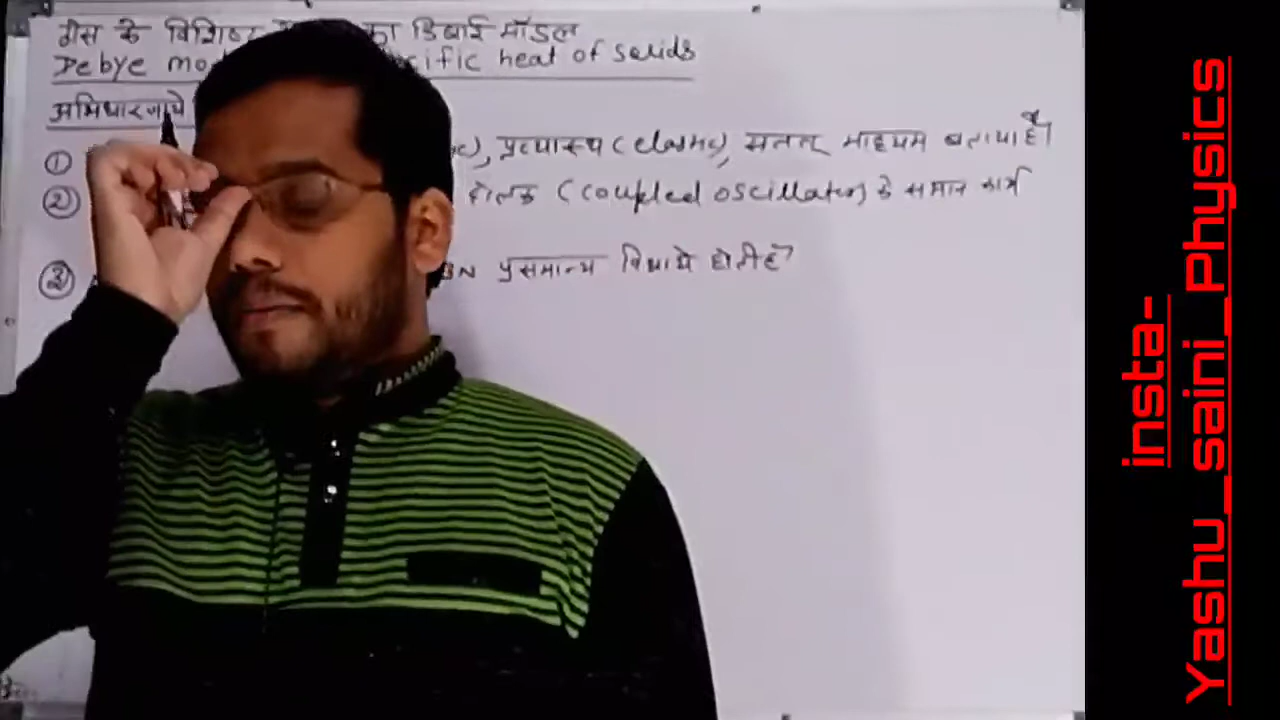 ठोस के विशिष्ट का डिबाई मॉडल
Debye mo cific heat of solids
अभिधारणाये
① प्रत्यास्थ (elastic), सतत् माध्यम बताया है।
② दोलक (coupled oscillator) के समान कार्य
③ 3N प्रसामान्य विधाये होती है
insta-
Yashu_saini_Physics